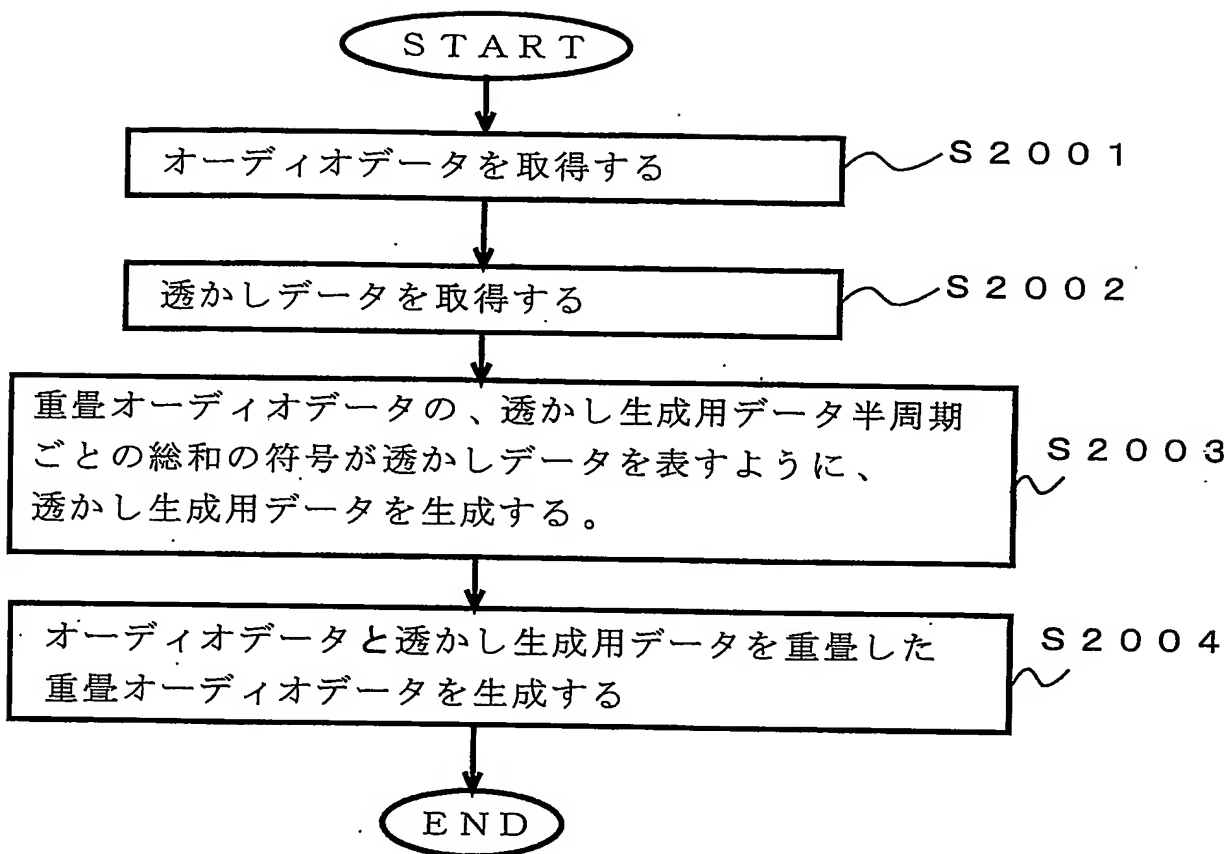 START
オーディオデータを取得する
S2001
透かしデータを取得する
S2002
重畳オーディオデータの、透かし生成用データ半周期
ごとの総和の符号が透かしデータを表すように、
透かし生成用データを生成する。
S2003
オーディオデータと透かし生成用データを重畳した
重畳オーディオデータを生成する
S2004
END